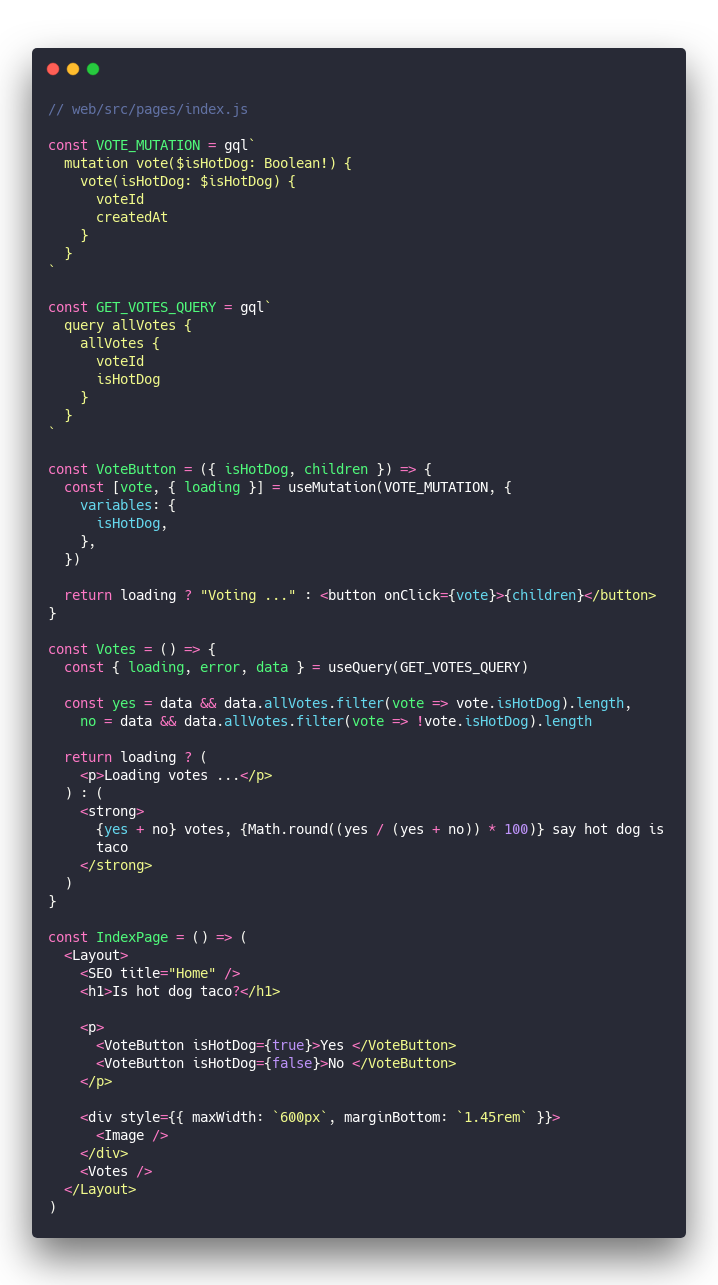 // web/src/pages/index.js

const VOTE_MUTATION = gql`
  mutation vote($isHotDog: Boolean!) {
    vote(isHotDog: $isHotDog) {
      voteId
      createdAt
    }
  }
`

const GET_VOTES_QUERY = gql`
  query allVotes {
    allVotes {
      voteId
      isHotDog
    }
  }
`

const VoteButton = ({ isHotDog, children }) => {
  const [vote, { loading }] = useMutation(VOTE_MUTATION, {
    variables: {
      isHotDog,
    },
  })

  return loading ? "Voting ..." : <button onClick={vote}>{children}</button>
}

const Votes = () => {
  const { loading, error, data } = useQuery(GET_VOTES_QUERY)

  const yes = data && data.allVotes.filter(vote => vote.isHotDog).length,
    no = data && data.allVotes.filter(vote => !vote.isHotDog).length

  return loading ? (
    <p>Loading votes ...</p>
  ) : (
    <strong>
      {yes + no} votes, {Math.round((yes / (yes + no)) * 100)} say hot dog is
      taco
    </strong>
  )
}

const IndexPage = () => (
  <Layout>
    <SEO title="Home" />
    <h1>Is hot dog taco?</h1>

    <p>
      <VoteButton isHotDog={true}>Yes </VoteButton>
      <VoteButton isHotDog={false}>No </VoteButton>
    </p>

    <div style={{ maxWidth: `600px`, marginBottom: `1.45rem` }}>
      <Image />
    </div>
    <Votes />
  </Layout>
)